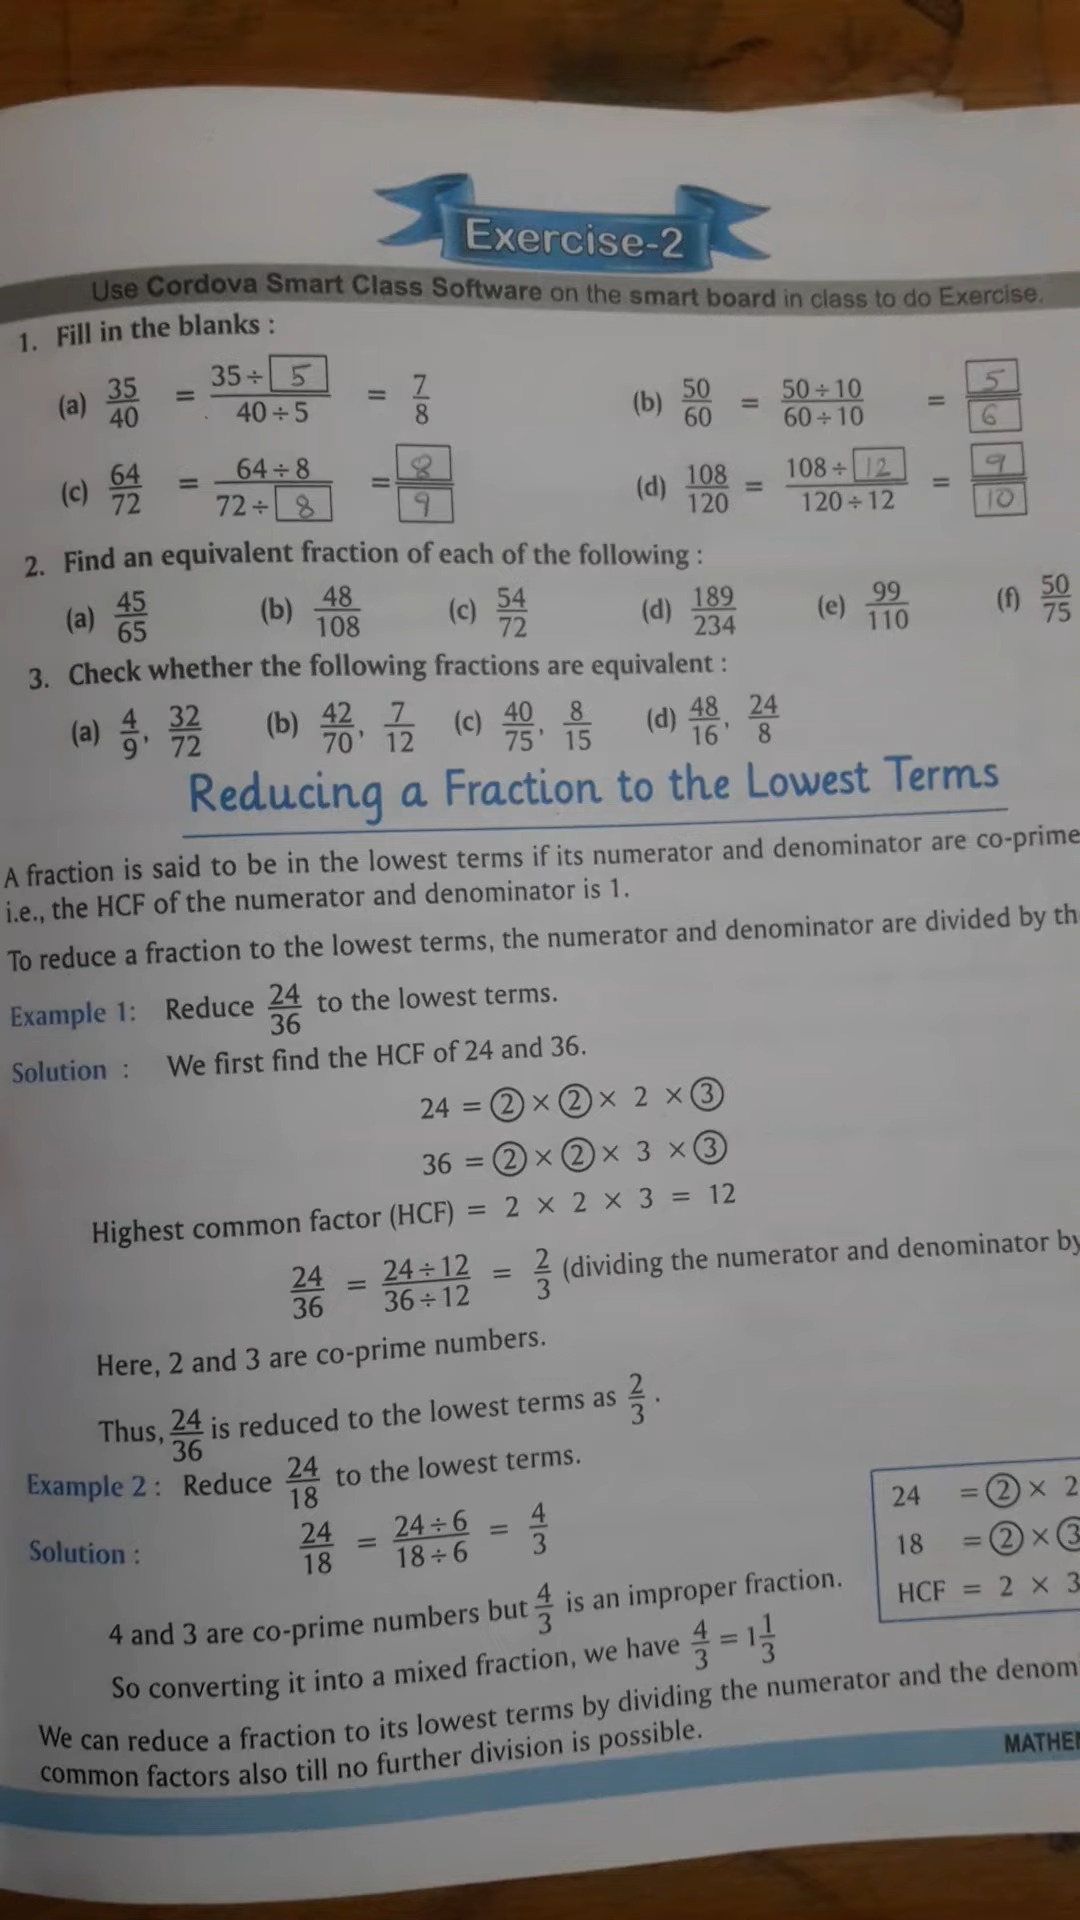 Exercise-2
Use Cordova Smart Class Software on the smart board in class to do Exercise.
1. Fill in the blanks :
(a) 35/40 = (35 ÷ 5)/(40 ÷ 5) = 7/8 (b) 50/60 = (50 ÷ 10)/(60 ÷ 10) = 5/6
(c) 64/72 = (64 ÷ 8)/(72 ÷ 8) = 8/9 (d) 108/120 = (108 ÷ 12)/(120 ÷ 12) = 9/10
2. Find an equivalent fraction of each of the following :
(a) 45/65 (b) 48/108 (c) 54/72 (d) 189/234 (e) 99/110 (f) 50/75
3. Check whether the following fractions are equivalent :
(a) 4/9, 32/72 (b) 42/70, 7/12 (c) 40/75, 8/15 (d) 48/16, 24/8
Reducing a Fraction to the Lowest Terms
A fraction is said to be in the lowest terms if its numerator and denominator are co-prime
i.e., the HCF of the numerator and denominator is 1.
To reduce a fraction to the lowest terms, the numerator and denominator are divided by th
Example 1: Reduce 24/36 to the lowest terms.
Solution : We first find the HCF of 24 and 36.
24 = 2 × 2 × 2 × 3
36 = 2 × 2 × 3 × 3
Highest common factor (HCF) = 2 × 2 × 3 = 12
24/36 = (24 ÷ 12)/(36 ÷ 12) = 2/3 (dividing the numerator and denominator by
Here, 2 and 3 are co-prime numbers.
Thus, 24/36 is reduced to the lowest terms as 2/3 .
Example 2 : Reduce 24/18 to the lowest terms.
Solution : 24/18 = (24 ÷ 6)/(18 ÷ 6) = 4/3
24 = 2 × 2
18 = 2 × 3
HCF = 2 × 3
4 and 3 are co-prime numbers but 4/3 is an improper fraction.
So converting it into a mixed fraction, we have 4/3 = 1 1/3
We can reduce a fraction to its lowest terms by dividing the numerator and the denom
common factors also till no further division is possible.
MATHE